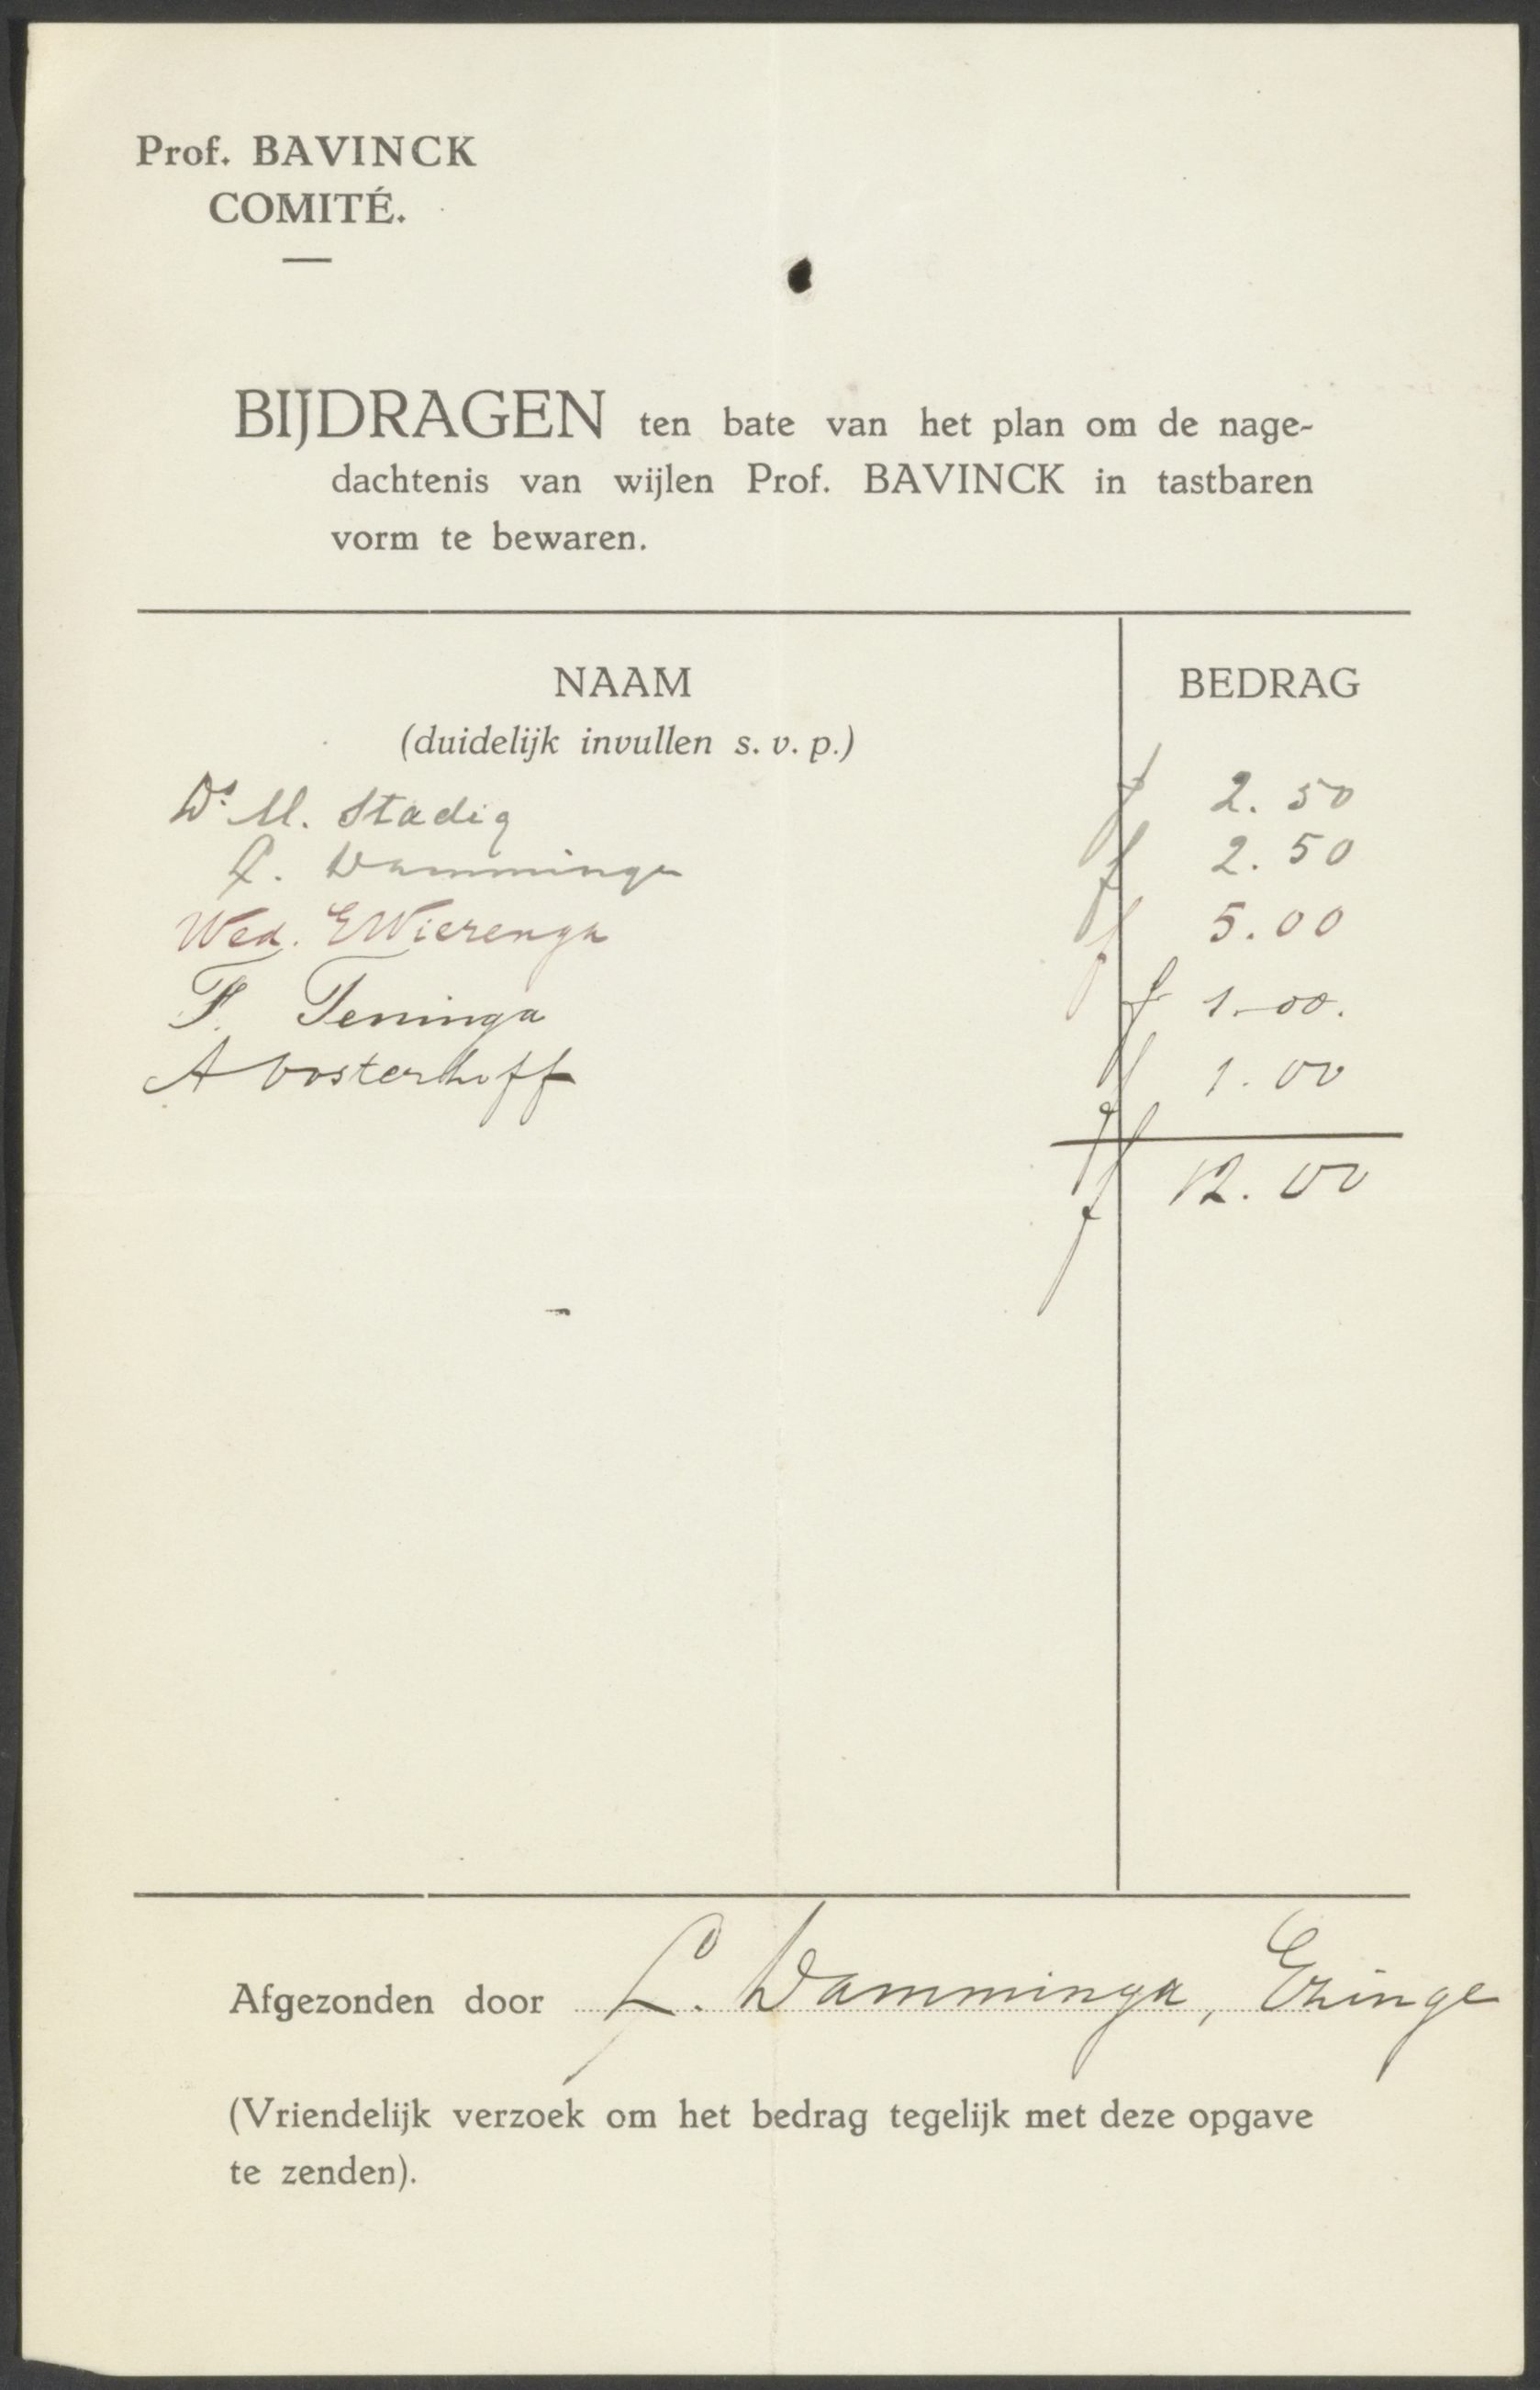 Prof. BAVINCK
COMITÉ.
BIJDRAGEN ten bate van het plan om de nage-
dachtenis van wijlen Prof. BAVINCK in tastbaren
vorm te bewaren.
NAAM BEDRAG
(duidelijk invullen s. v. p.)
Ds. M. Stadig f 2.50
L. Damminga f 2.50
Wed. E Wierenga f 5.00
F. Teninga f 1.00.
A Oosterhoff f 1.00
f 12.00
Afgezonden door L. Damminga, Ezinge
(Vriendelijk verzoek om het bedrag tegelijk met deze opgave
te zenden).